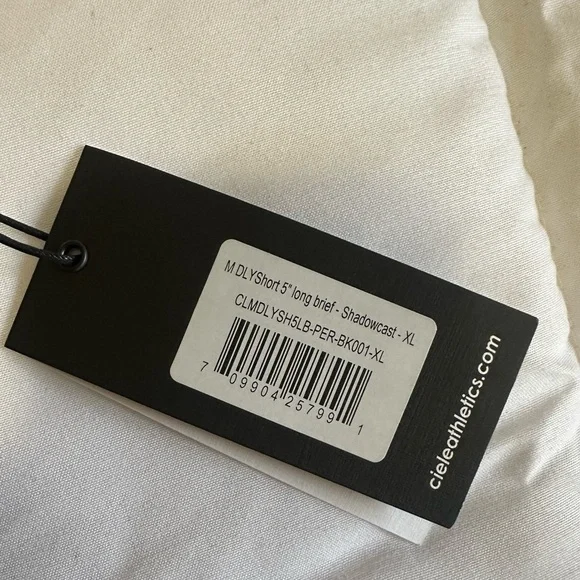 M DLYShort 5" long brief - Shadowcast - XL
CLMDLYSH5LB-PER-BK001-XL
7 09904 25799 1
cieleathletics.com